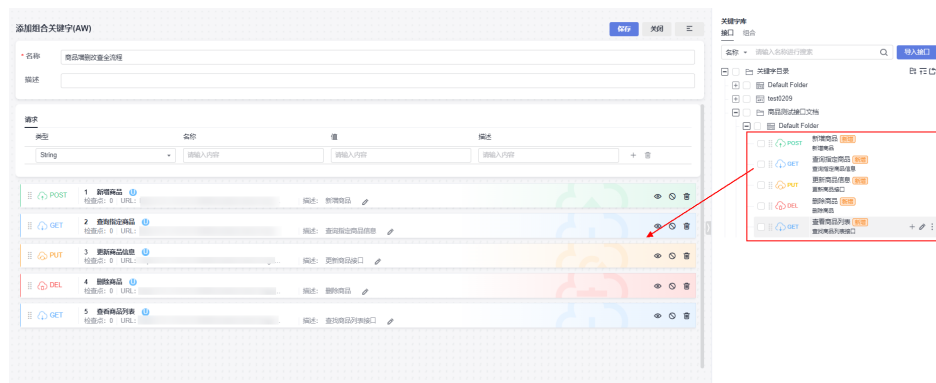 添加组合关键字(AW)
保存
关闭
* 名称
商品增删改查全流程
描述
请求
类型
名称
值
描述
String
请输入内容
请输入内容
请输入内容
POST
1 新增商品
检查点: 0 URL:
描述: 新增商品
GET
2 查询指定商品
检查点: 0 URL:
描述: 查询指定商品信息
PUT
3 更新商品信息
检查点: 0 URL:
描述: 更新商品接口
DEL
4 删除商品
检查点: 0 URL:
描述: 删除商品
GET
5 查看商品列表
检查点: 0 URL:
描述: 查找商品列表接口
关键字库
接口 组合
名称
请输入名称进行搜索
导入接口
关键字目录
Default Folder
test0209
商品测试接口文档
Default Folder
POST
新增商品 新增
新增商品
GET
查询指定商品 新增
查询指定商品信息
PUT
更新商品信息 新增
更新商品接口
DEL
删除商品 新增
删除商品
GET
查看商品列表 新增
查找商品列表接口